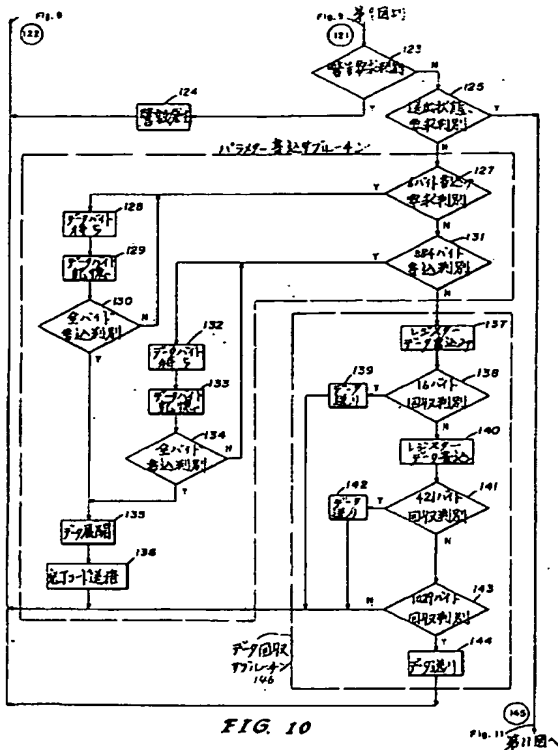 Fig. 9
122
Fig. 9
第9図より
121
123
警音要求判別
N
Y
124
警音発生
125
送出状態
要求判別
Y
N
パラメター書込サブルーチン
127
6バイト書込み
要求判別
Y
N
128
データバイト
待ち
129
データバイト
記憶
130
全バイト
書込判別
N
Y
131
884バイト
書込判別
Y
N
132
データバイト
待ち
133
データバイト
記憶
134
全バイト
書込判別
N
Y
135
データ展開
136
完了コード送播
137
レジスター
データ書込み
138
16バイト
回収判別
Y
N
139
データ
送り
140
レジスター
データ書込
141
421バイト
回収判別
Y
N
142
データ
送り
143
1029バイト
回収判別
N
Y
144
データ送り
データ回収
サブルーチン
146
145
Fig. 11
第11図へ
FIG. 10